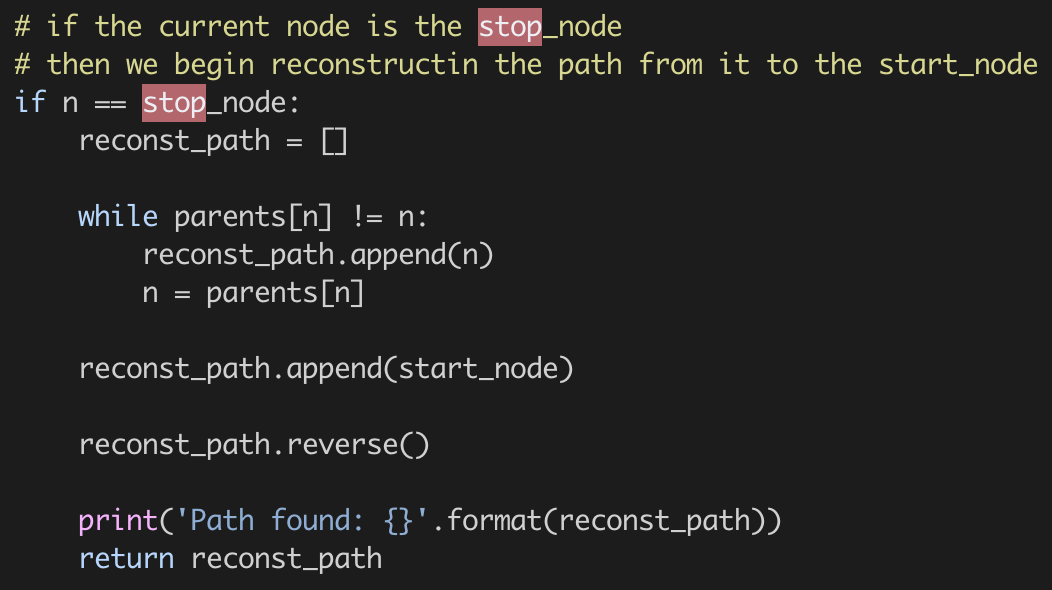 # if the current node is the stop_node
# then we begin reconstructin the path from it to the start_node
if n == stop_node:
    reconst_path = []

    while parents[n] != n:
        reconst_path.append(n)
        n = parents[n]

    reconst_path.append(start_node)

    reconst_path.reverse()

    print('Path found: {}'.format(reconst_path))
    return reconst_path